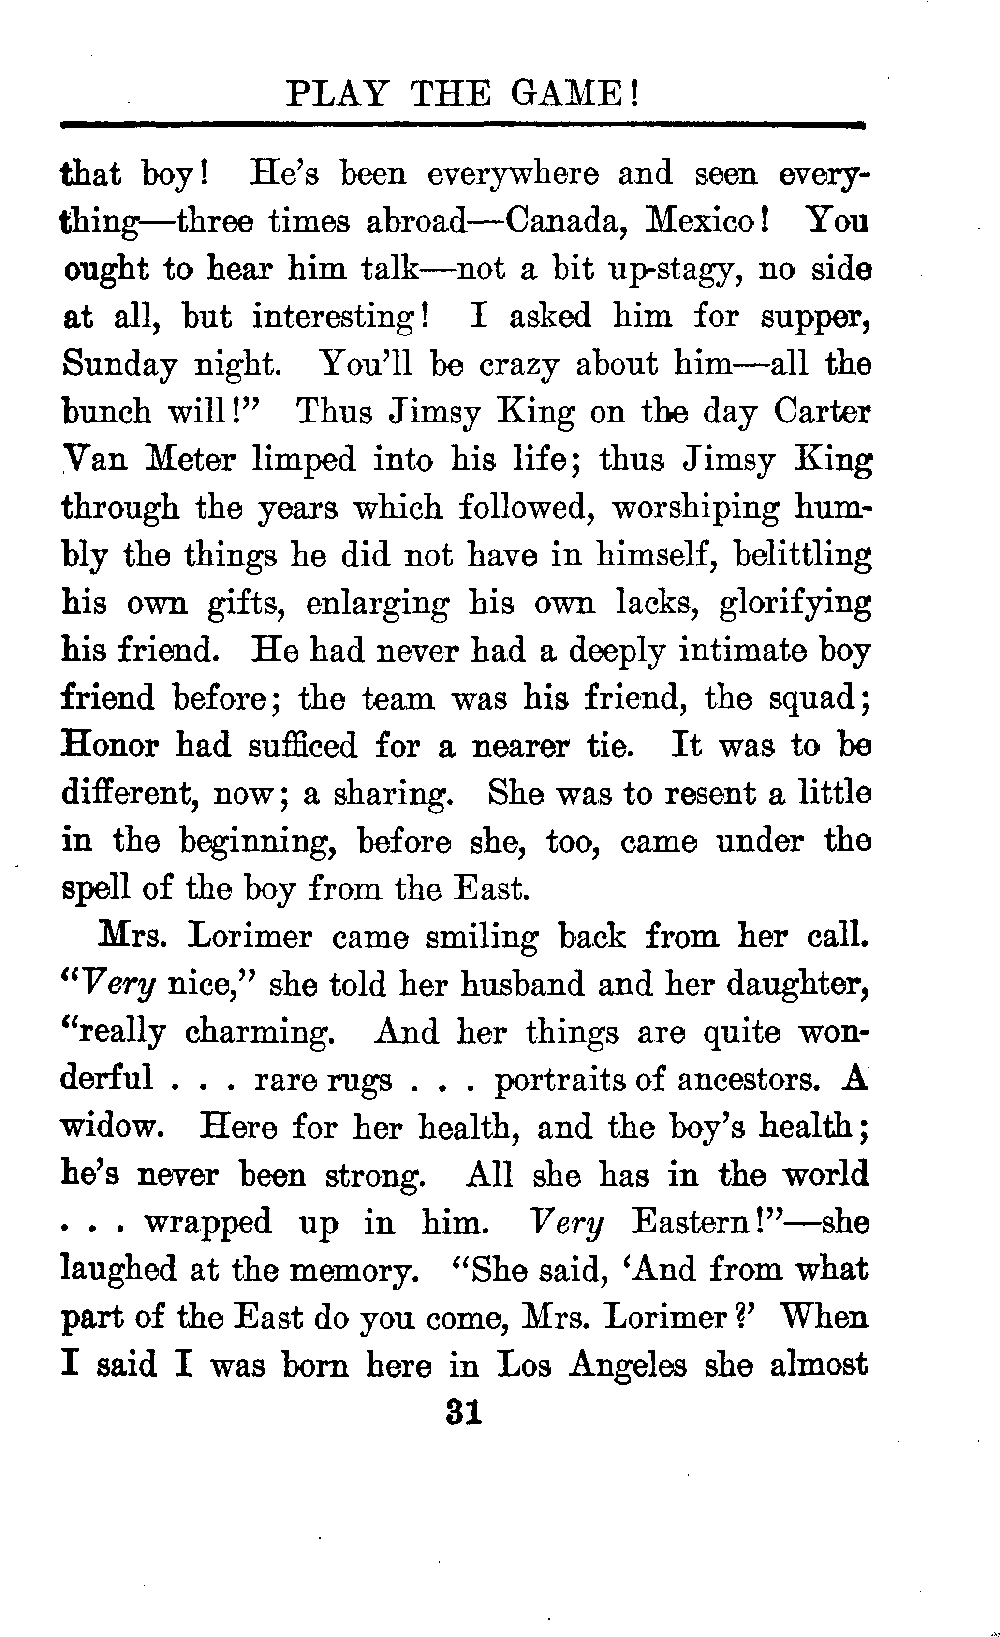 PLAY THE GAME!
that boy! He's been everywhere and seen every-
thing—three times abroad—Canada, Mexico! You
ought to hear him talk—not a bit up-stagy, no side
at all, but interesting! I asked him for supper,
Sunday night. You'll be crazy about him—all the
bunch will!” Thus Jimsy King on the day Carter
Van Meter limped into his life; thus Jimsy King
through the years which followed, worshiping hum-
bly the things he did not have in himself, belittling
his own gifts, enlarging his own lacks, glorifying
his friend. He had never had a deeply intimate boy
friend before; the team was his friend, the squad;
Honor had sufficed for a nearer tie. It was to be
different, now; a sharing. She was to resent a little
in the beginning, before she, too, came under the
spell of the boy from the East.
Mrs. Lorimer came smiling back from her call.
“Very nice,” she told her husband and her daughter,
“really charming. And her things are quite won-
derful . . . rare rugs . . . portraits of ancestors. A
widow. Here for her health, and the boy's health;
he's never been strong. All she has in the world
. . . wrapped up in him. Very Eastern!”—she
laughed at the memory. “She said, ‘And from what
part of the East do you come, Mrs. Lorimer?’ When
I said I was born here in Los Angeles she almost
31